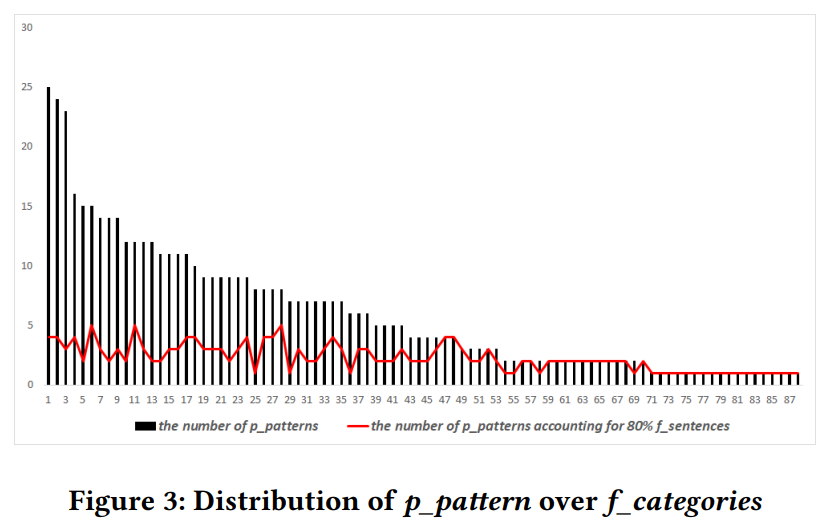 30
25
20
15
10
5
0
1 3 5 7 9 11 13 15 17 19 21 23 25 27 29 31 33 35 37 39 41 43 45 47 49 51 53 55 57 59 61 63 65 67 69 71 73 75 77 79 81 83 85 87
the number of p_patterns the number of p_patterns accounting for 80% f_sentences
Figure 3: Distribution of p_pattern over f_categories